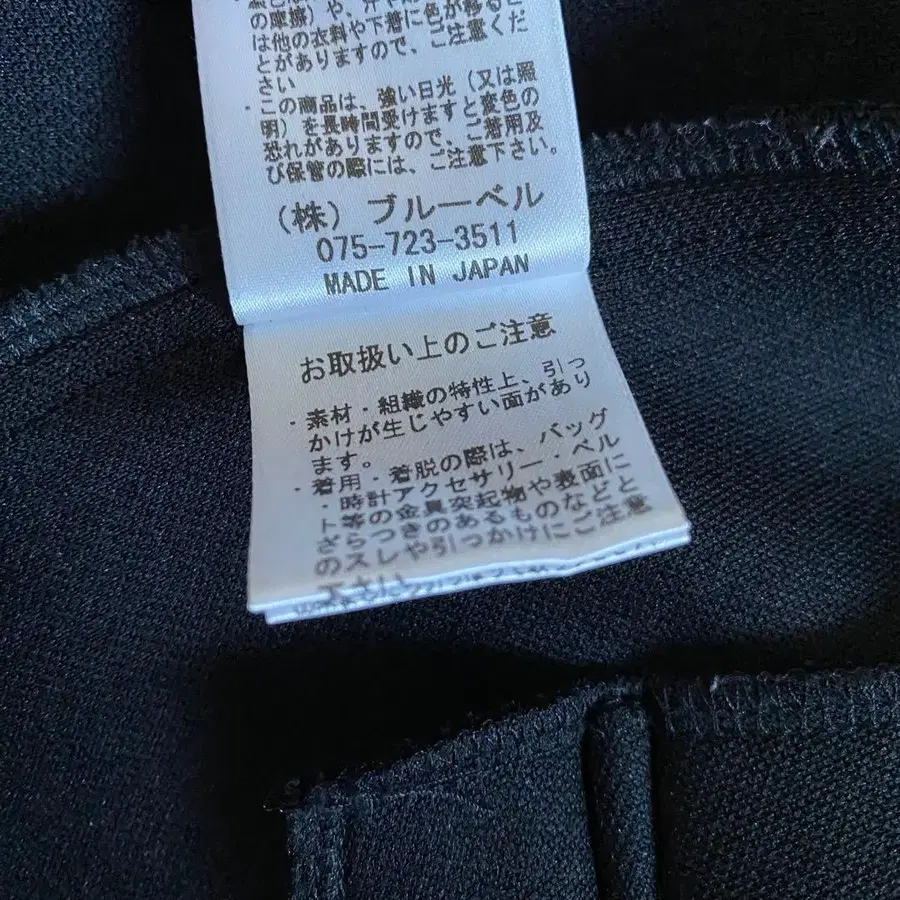 の摩擦）や、汗や
は他の衣料や下着に色が移るこ
とがありますので、ご注意くだ
さい
・この商品は、強い日光（又は照
明）を長時間受けますと変色の
恐れがありますので、ご着用及
び保管の際には、ご注意下さい。
（株）ブルーベル
075-723-3511
MADE IN JAPAN
お取扱い上のご注意
・素材・組織の特性上、引っ
かけが生じやすい面があり
ます。
・着用・着脱の際は、バッグ
・時計アクセサリー・ベル
ト等の金具突起物や表面に
ざらつきのあるものなどと
のスレや引っかけにご注意
下さい